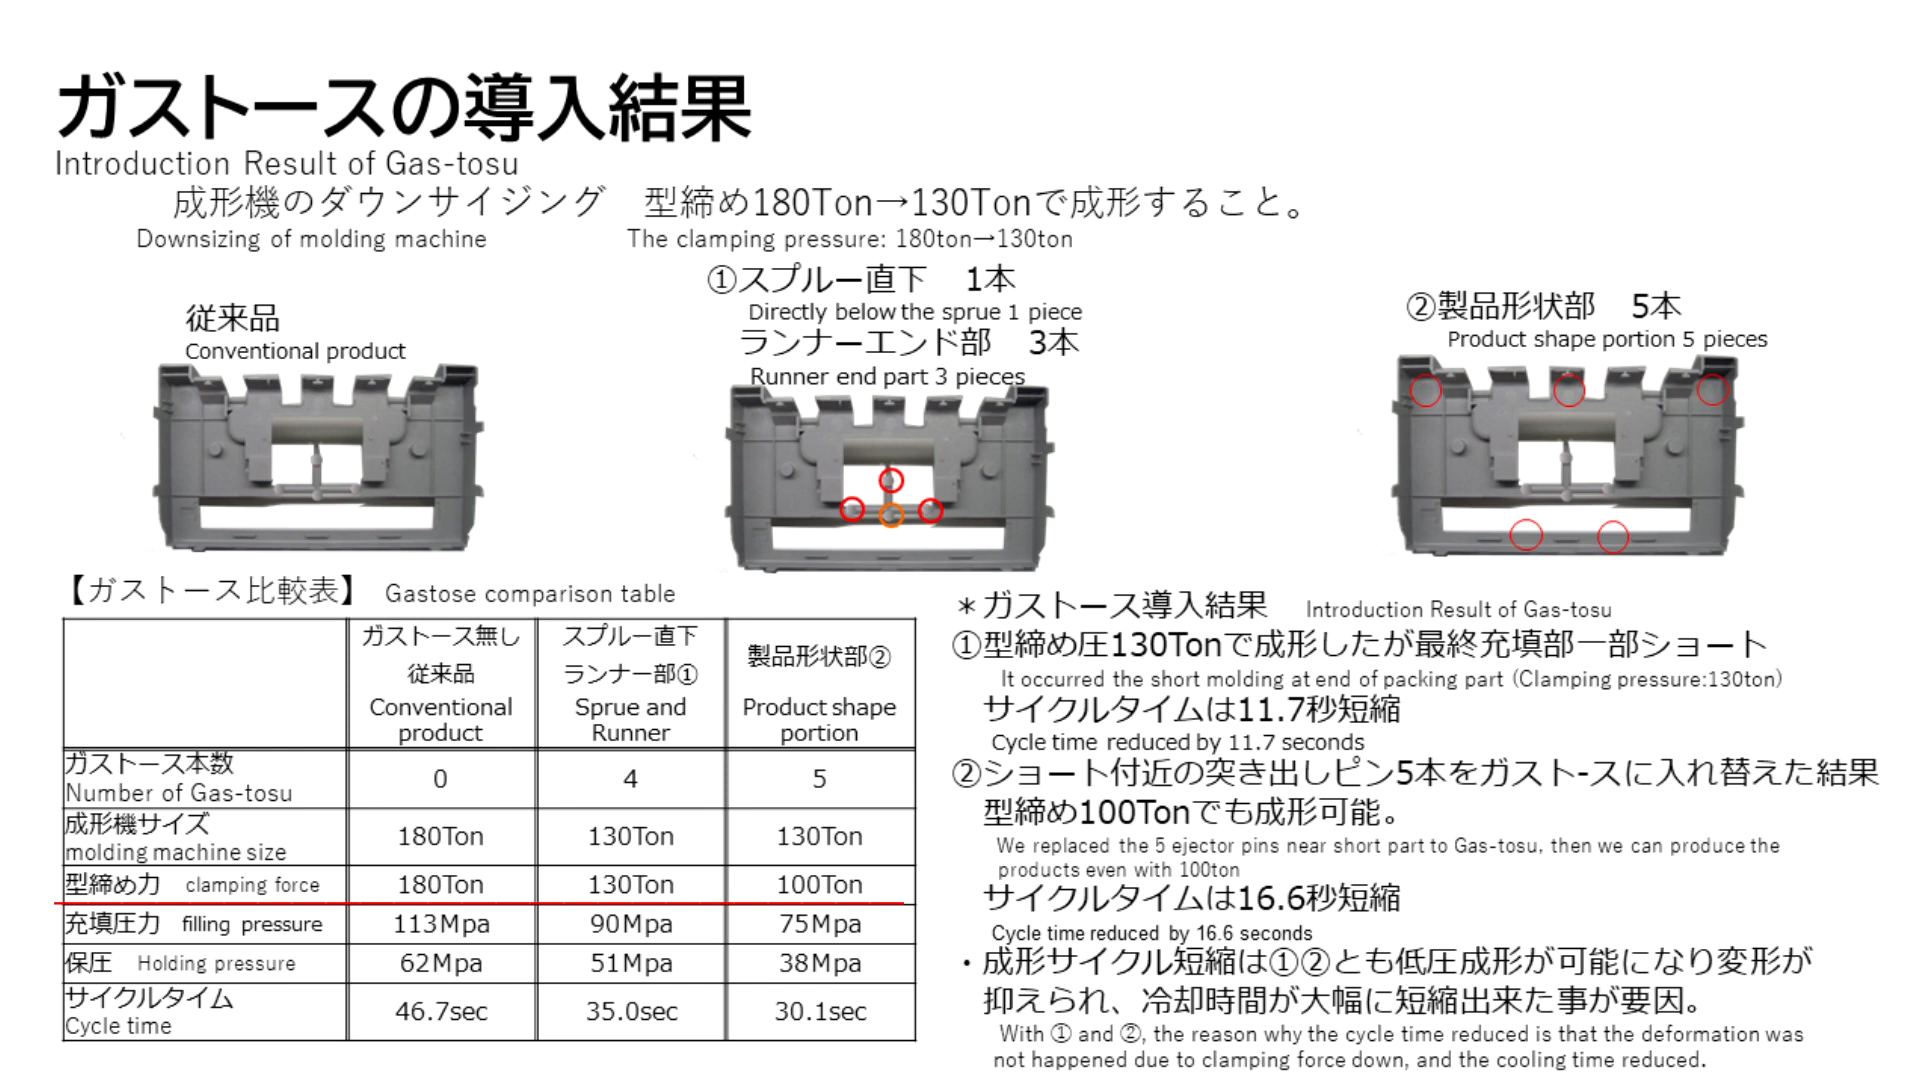 ガストースの導入結果
Introduction Result of Gas-tosu
成形機のダウンサイジング　型締め180Ton→130Tonで成形すること。
Downsizing of molding machine　The clamping pressure: 180ton→130ton
従来品
Conventional product
①スプルー直下　1本
Directly below the sprue 1 piece
ランナーエンド部　3本
Runner end part 3 pieces
②製品形状部　5本
Product shape portion 5 pieces
【ガストース比較表】 Gastose comparison table
ガストース無し
従来品
Conventional
product
スプルー直下
ランナー部①
Sprue and
Runner
製品形状部②
Product shape
portion
ガストース本数
Number of Gas-tosu
0 4 5
成形機サイズ
molding machine size
180Ton 130Ton 130Ton
型締め力 clamping force 180Ton 130Ton 100Ton
充填圧力 filling pressure 113Mpa 90Mpa 75Mpa
保圧 Holding pressure 62Mpa 51Mpa 38Mpa
サイクルタイム
Cycle time
46.7sec 35.0sec 30.1sec
＊ガストース導入結果 Introduction Result of Gas-tosu
①型締め圧130Tonで成形したが最終充填部一部ショート
It occurred the short molding at end of packing part (Clamping pressure:130ton)
サイクルタイムは11.7秒短縮
Cycle time reduced by 11.7 seconds
②ショート付近の突き出しピン5本をガスト-スに入れ替えた結果
型締め100Tonでも成形可能。
We replaced the 5 ejector pins near short part to Gas-tosu, then we can produce the
products even with 100ton
サイクルタイムは16.6秒短縮
Cycle time reduced by 16.6 seconds
・成形サイクル短縮は①②とも低圧成形が可能になり変形が
抑えられ、冷却時間が大幅に短縮出来た事が要因。
With ① and ②, the reason why the cycle time reduced is that the deformation was
not happened due to clamping force down, and the cooling time reduced.